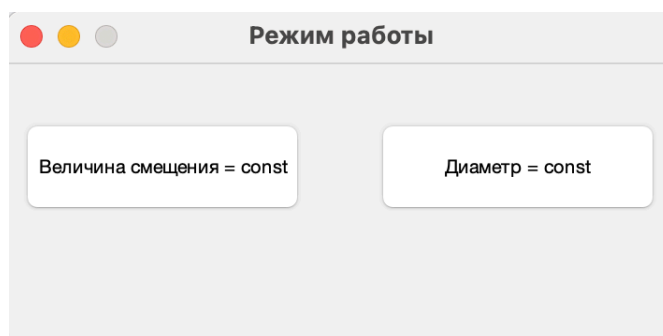 Режим работы
Величина смещения = const
Диаметр = const